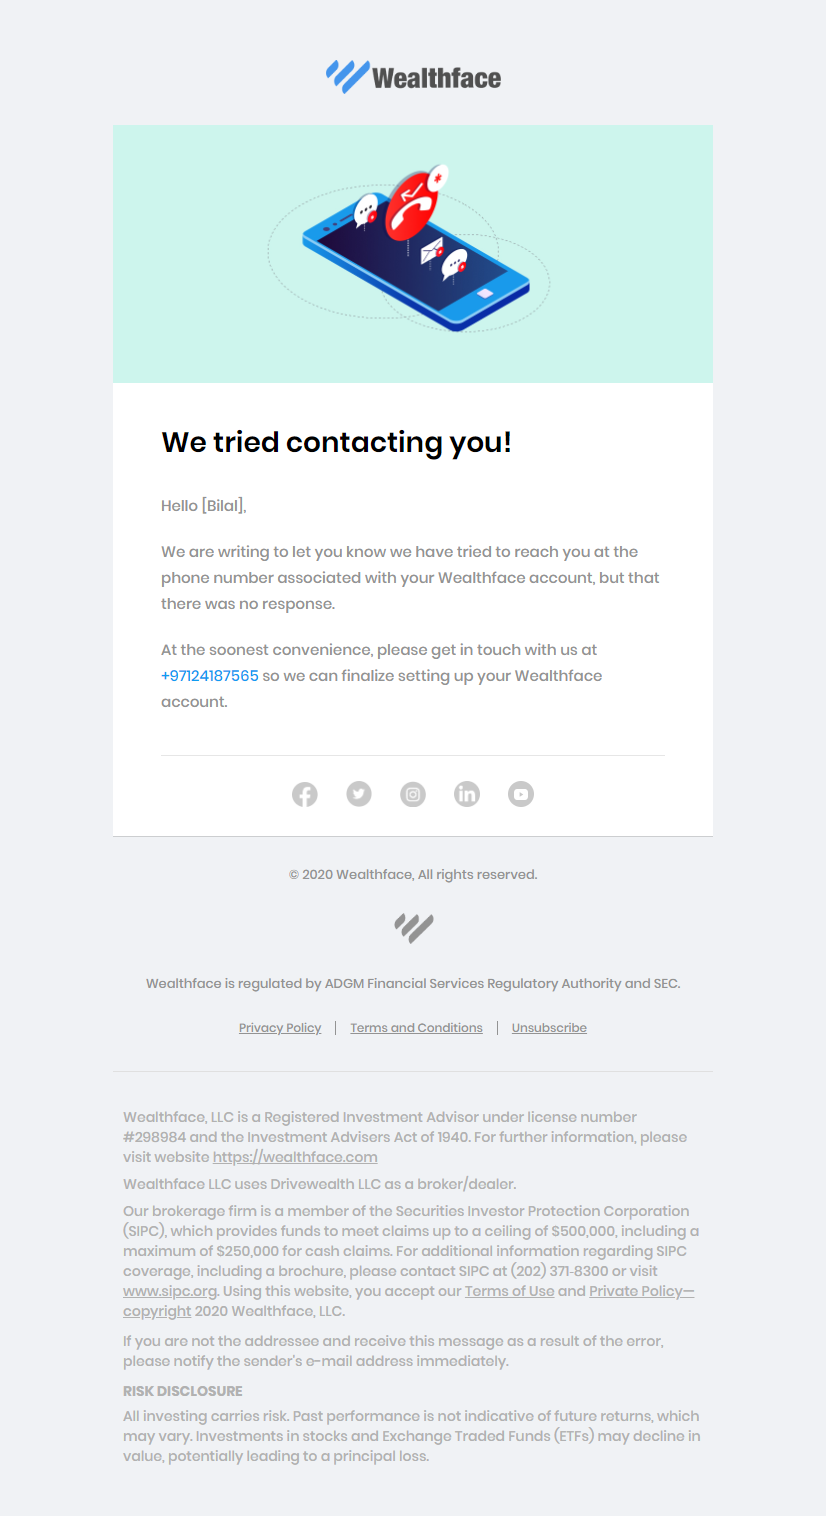 Wealthface
We tried contacting you!
Hello [Bilal],
We are writing to let you know we have tried to reach you at the
phone number associated with your Wealthface account, but that
there was no response.
At the soonest convenience, please get in touch with us at
+97124187565 so we can finalize setting up your Wealthface
account.
© 2020 Wealthface, All rights reserved.
Wealthface is regulated by ADGM Financial Services Regulatory Authority and SEC.
Privacy Policy | Terms and Conditions | Unsubscribe
Wealthface, LLC is a Registered Investment Advisor under license number
#298984 and the Investment Advisers Act of 1940. For further information, please
visit website https://wealthface.com
Wealthface LLC uses Drivewealth LLC as a broker/dealer.
Our brokerage firm is a member of the Securities Investor Protection Corporation
(SIPC), which provides funds to meet claims up to a ceiling of $500,000, including a
maximum of $250,000 for cash claims. For additional information regarding SIPC
coverage, including a brochure, please contact SIPC at (202) 371-8300 or visit
www.sipc.org. Using this website, you accept our Terms of Use and Private Policy—
copyright 2020 Wealthface, LLC.
If you are not the addressee and receive this message as a result of the error,
please notify the sender's e-mail address immediately.
RISK DISCLOSURE
All investing carries risk. Past performance is not indicative of future returns, which
may vary. Investments in stocks and Exchange Traded Funds (ETFs) may decline in
value, potentially leading to a principal loss.